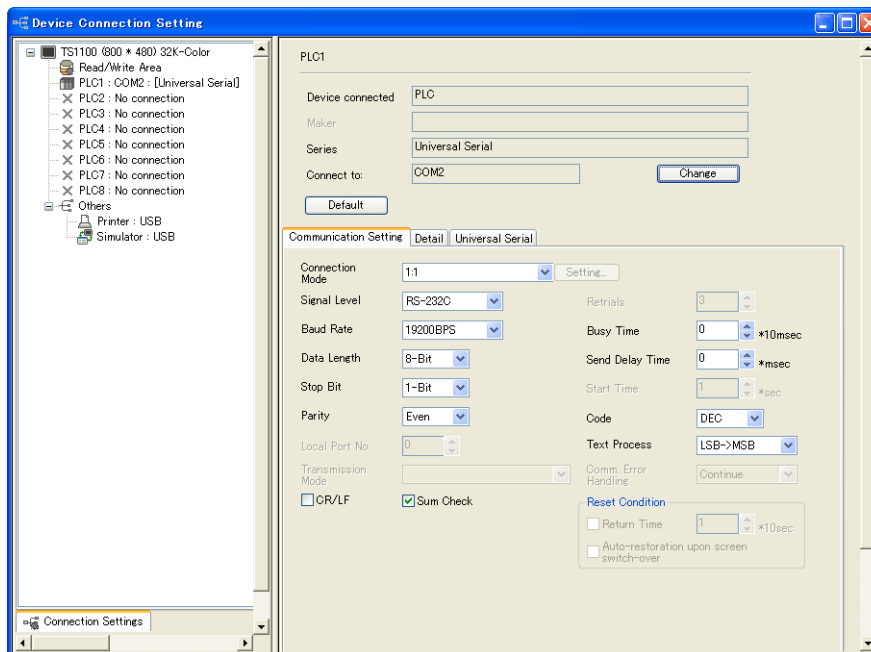 Device Connection Setting
TS1100 (800 * 480) 32K-Color
Read/Write Area
PLC1 : COM2 : [Universal Serial]
PLC2 : No connection
PLC3 : No connection
PLC4 : No connection
PLC5 : No connection
PLC6 : No connection
PLC7 : No connection
PLC8 : No connection
Others
Printer : USB
Simulator : USB
Connection Settings
PLC1
Device connected PLC
Maker
Series Universal Serial
Connect to: COM2 Change
Default
Communication Setting Detail Universal Serial
Connection Mode 1:1 Setting...
Signal Level RS-232C Retrials 3
Baud Rate 19200BPS Busy Time 0 *10msec
Data Length 8-Bit Send Delay Time 0 *msec
Stop Bit 1-Bit Start Time 1 *sec
Parity Even Code DEC
Local Port No. 0 Text Process LSB->MSB
Transmission Mode Comm. Error Handling Continue
CR/LF Sum Check Reset Condition
Return Time 1 *10sec
Auto-restoration upon screen
switch-over